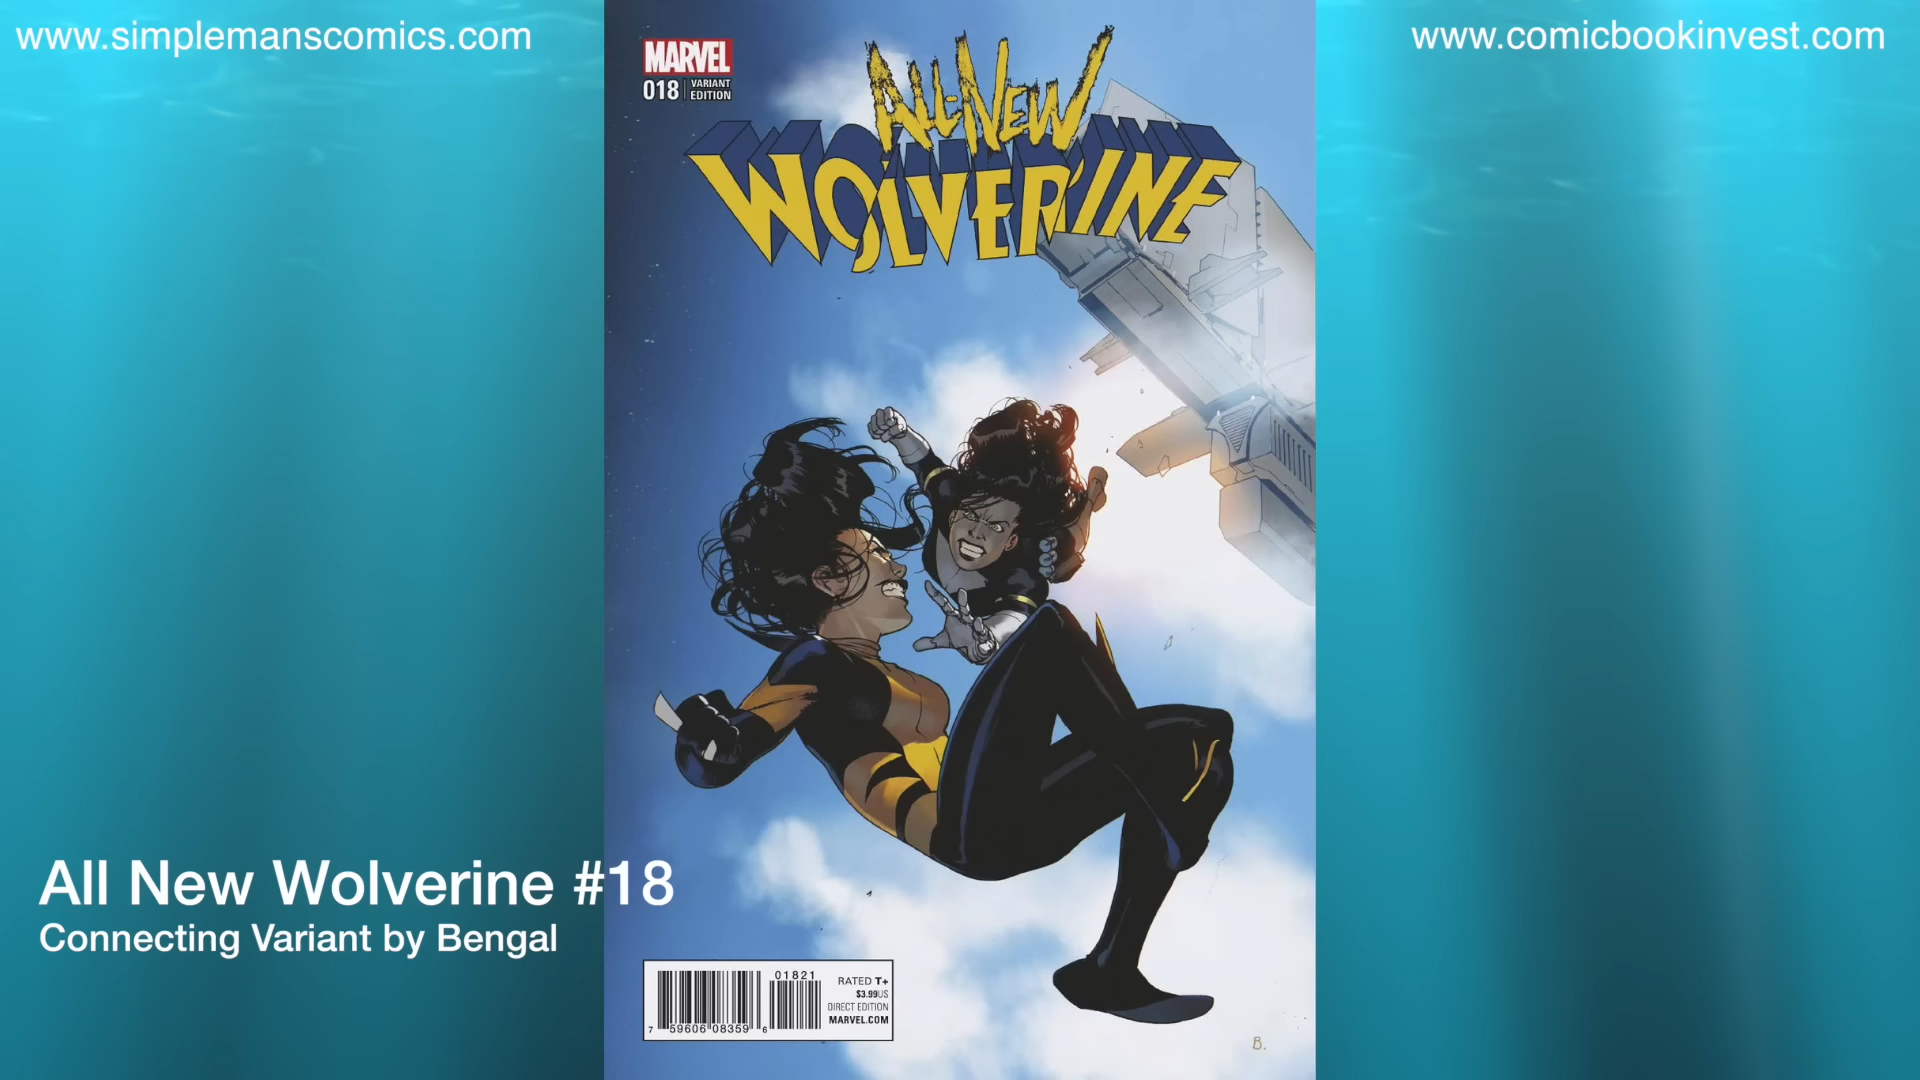 www.simplemanscomics.com
www.comicbookinvest.com
MARVEL
018 VARIANT
EDITION
ALL-NEW
WOLVERINE
All New Wolverine #18
Connecting Variant by Bengal
01821
RATED T+
$3.99US
DIRECT EDITION
MARVEL.COM
7 59606 08359 6
B.